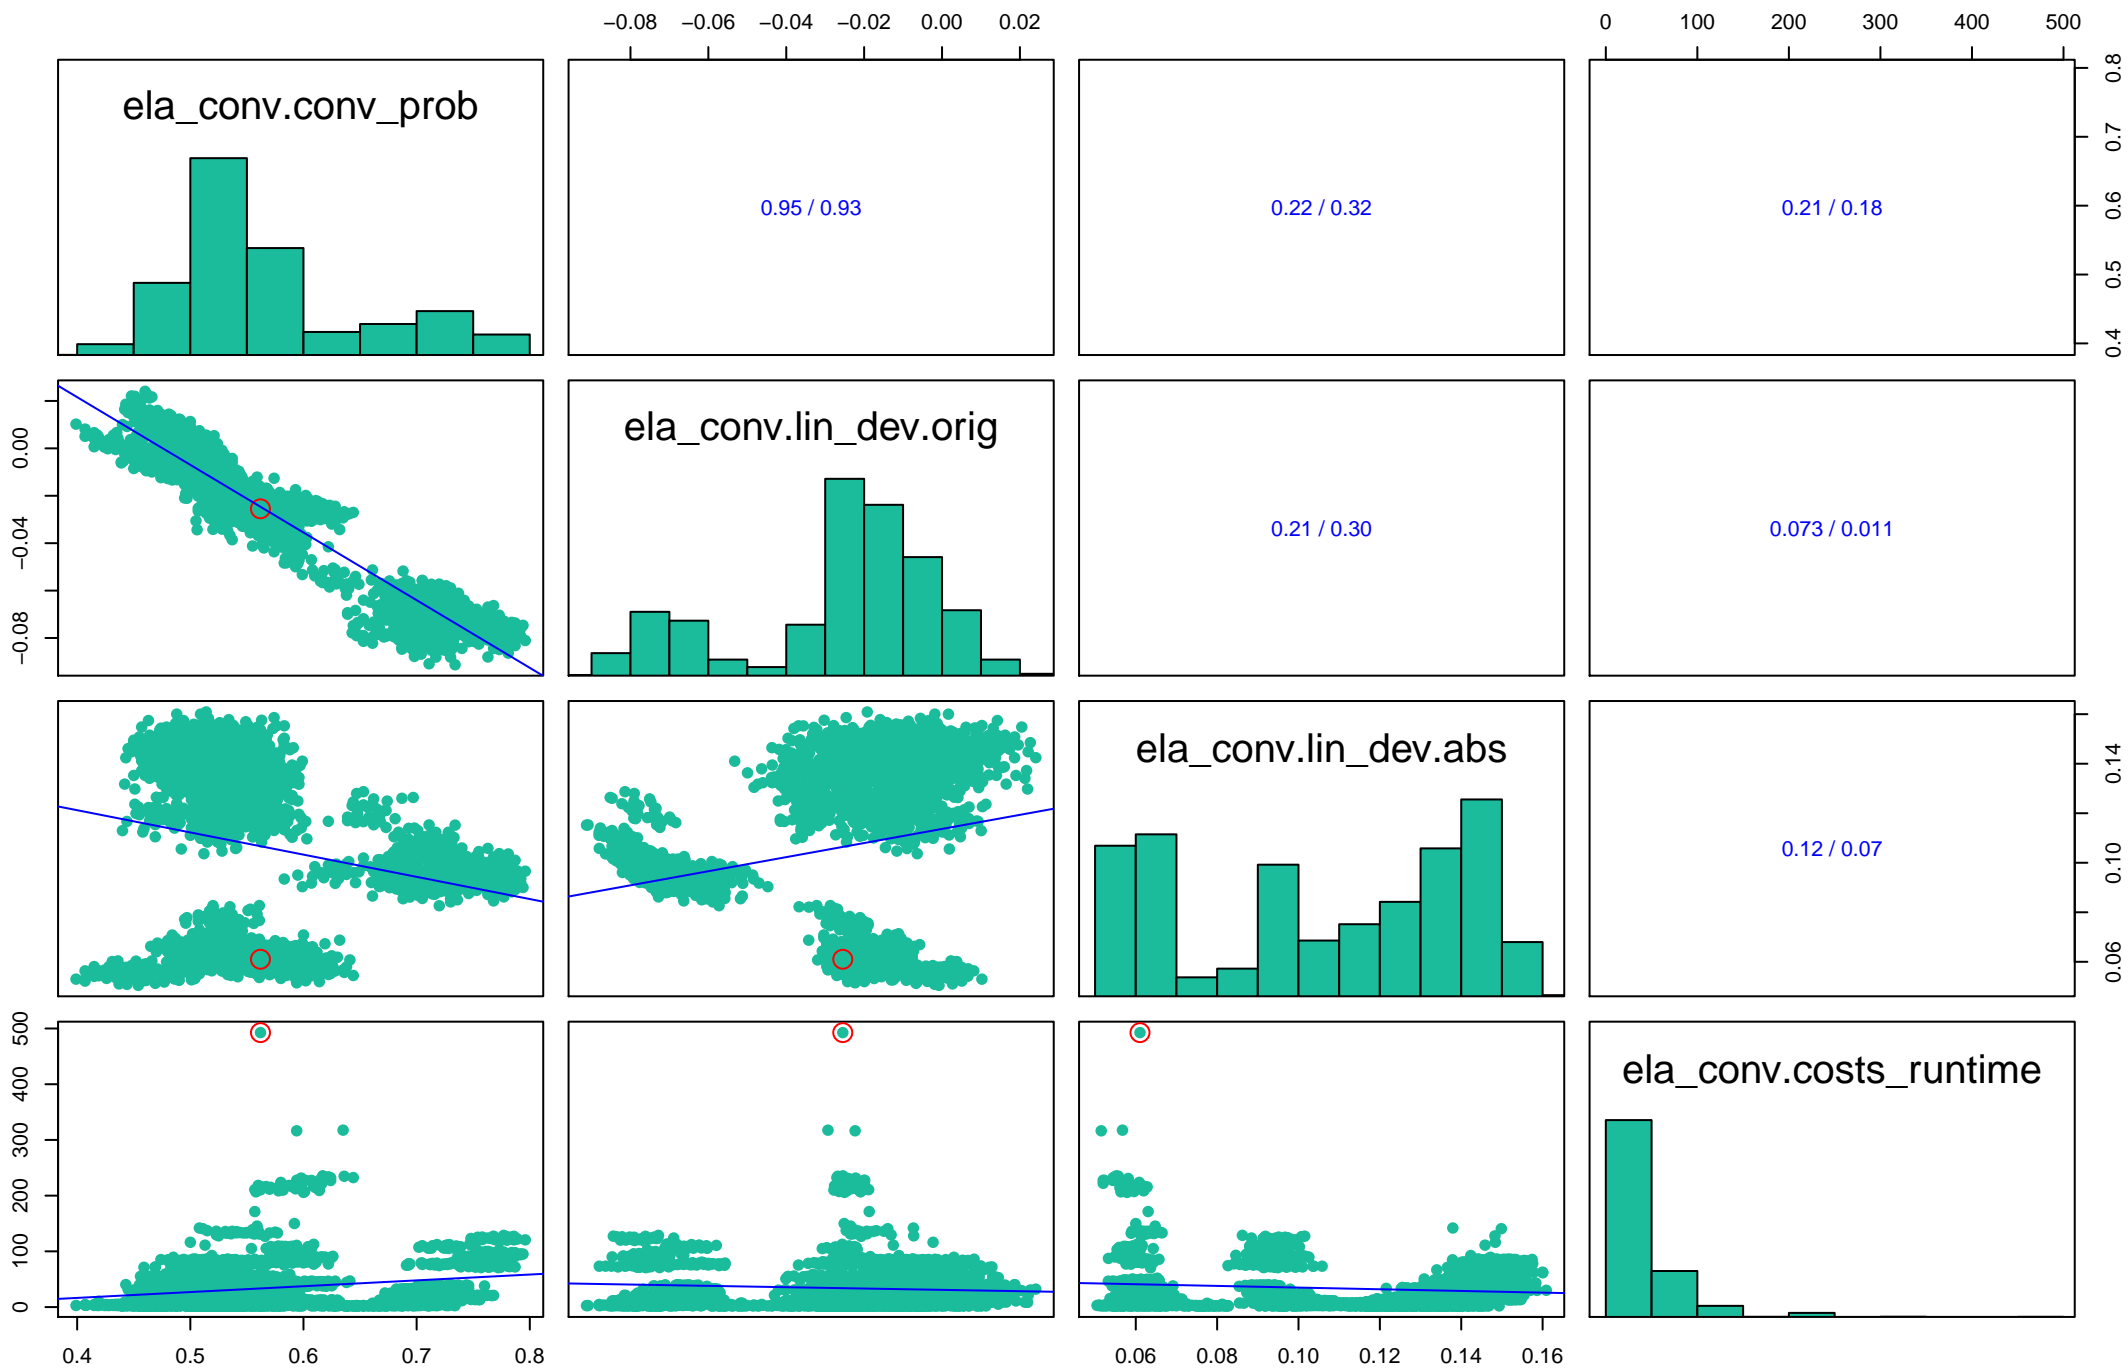 −0.08 −0.06 −0.04 −0.02 0.00 0.02
0 100 200 300 400 500
ela_conv.conv_prob
0.95 / 0.93
0.22 / 0.32
0.21 / 0.18
0.4 0.5 0.6 0.7 0.8
−0.08 −0.04 0.00
ela_conv.lin_dev.orig
0.21 / 0.30
0.073 / 0.011
ela_conv.lin_dev.abs
0.12 / 0.07
0.06 0.10 0.14
0 100 200 300 400 500
ela_conv.costs_runtime
0.4 0.5 0.6 0.7 0.8
0.06 0.08 0.10 0.12 0.14 0.16